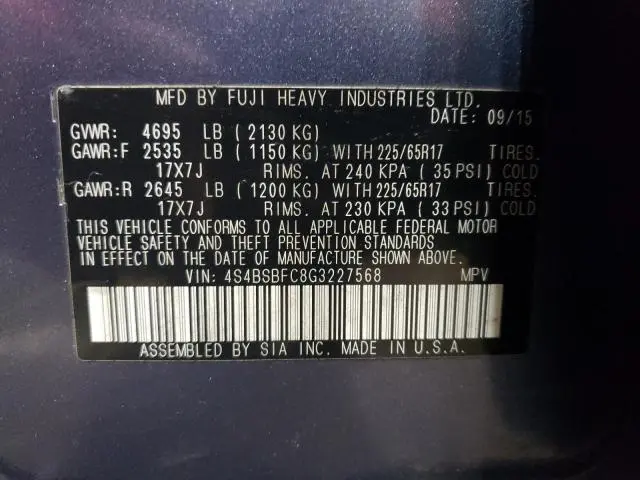 MFD BY FUJI HEAVY INDUSTRIES LTD.
DATE: 09/15
GVWR: 4695 LB (2130 KG)
GAWR:F 2535 LB (1150 KG) WITH 225/65R17 TIRES.
17X7J RIMS. AT 240 KPA (35 PSI) COLD
GAWR:R 2645 LB (1200 KG) WITH 225/65R17 TIRES.
17X7J RIMS. AT 230 KPA (33 PSI) COLD
THIS VEHICLE CONFORMS TO ALL APPLICABLE FEDERAL MOTOR
VEHICLE SAFETY AND THEFT PREVENTION STANDARDS
IN EFFECT ON THE DATE OF MANUFACTURE SHOWN ABOVE.
VIN: 4S4BSBFC8G3227568 MPV
ASSEMBLED BY SIA INC. MADE IN U.S.A.